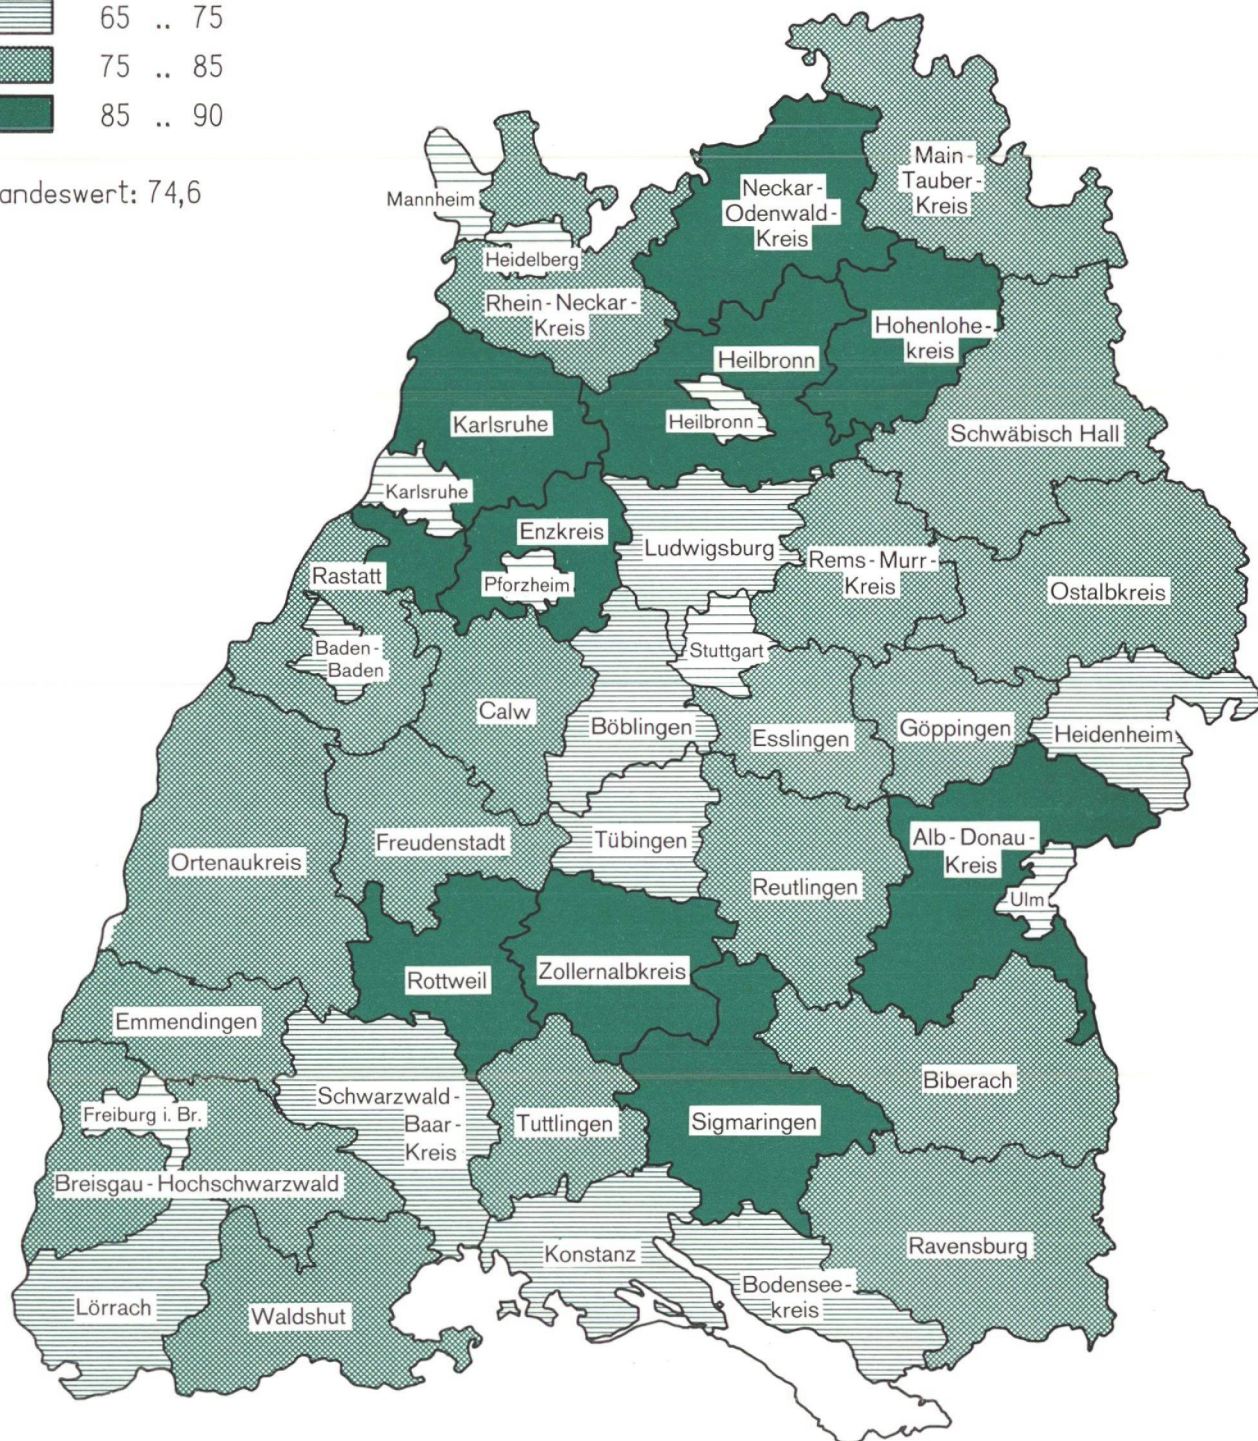 65 .. 75
75 .. 85
85 .. 90
andeswert: 74,6
Main-
Tauber-
Kreis
Neckar-
Odenwald-
Kreis
Mannheim
Heidelberg
Rhein-Neckar-
Kreis
Hohenlohe-
kreis
Heilbronn
Heilbronn
Karlsruhe
Schwäbisch Hall
Karlsruhe
Enzkreis
Ludwigsburg
Rems-Murr-
Kreis
Rastatt
Pforzheim
Ostalbkreis
Baden-
Baden
Stuttgart
Calw
Böblingen
Esslingen
Göppingen
Heidenheim
Freudenstadt
Tübingen
Alb-Donau-
Kreis
Ortenaukreis
Reutlingen
Ulm
Rottweil
Zollernalbkreis
Emmendingen
Schwarzwald-
Baar-
Kreis
Biberach
Freiburg i. Br.
Tuttlingen
Sigmaringen
Breisgau-Hochschwarzwald
Konstanz
Ravensburg
Bodensee-
kreis
Lörrach
Waldshut